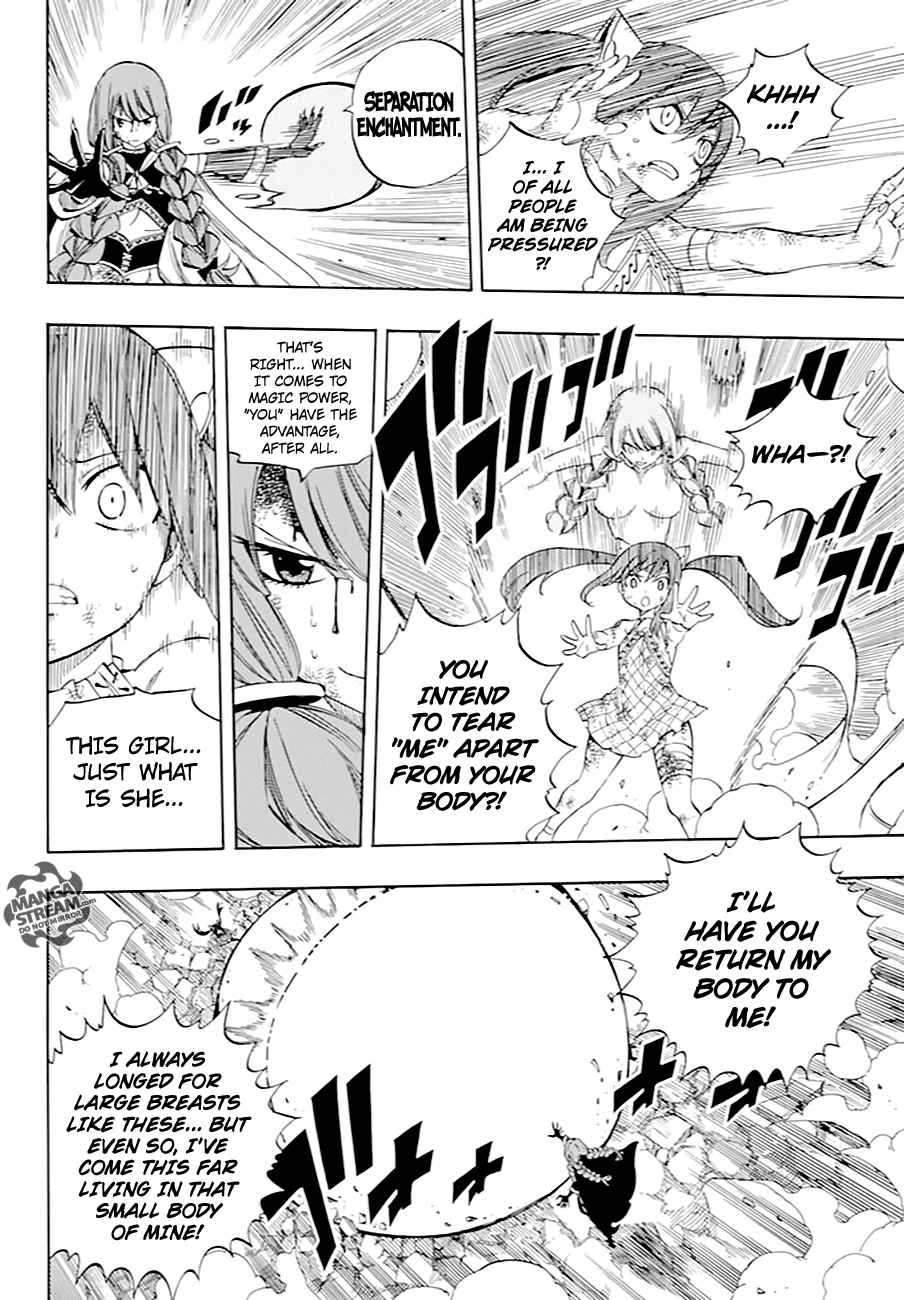 KHHH
...!
I... I
OF ALL
PEOPLE
AM BEING
PRESSURED
?!
SEPARATION
ENCHANTMENT.
WHA—?!
YOU
INTEND
TO TEAR
"ME" APART
FROM YOUR
BODY?!
THAT'S
RIGHT... WHEN
IT COMES TO
MAGIC POWER,
"YOU" HAVE THE
ADVANTAGE,
AFTER ALL.
THIS GIRL...
JUST WHAT
IS SHE...
I'LL
HAVE YOU
RETURN MY
BODY TO
ME!
I ALWAYS
LONGED FOR
LARGE BREASTS
LIKE THESE... BUT
EVEN SO, I'VE
COME THIS FAR
LIVING IN THAT
SMALL BODY
OF MINE!
MANGA
STREAM.com
DO NOT MIRROR